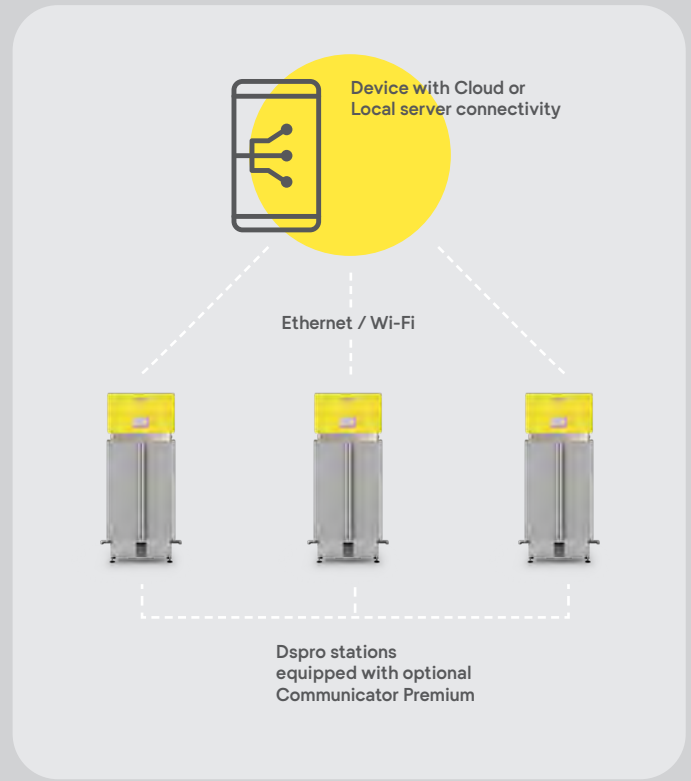 Device with Cloud or
Local server connectivity
Ethernet / Wi-Fi
Dspro stations
equipped with optional
Communicator Premium